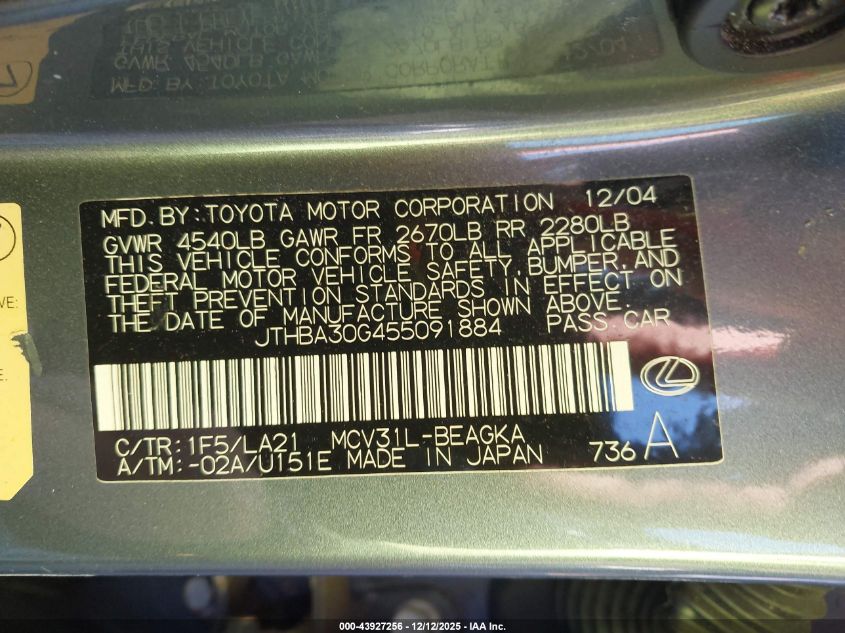 MFD. BY: TOYOTA MOTOR CORPORATION 12/04
GVWR 4540LB GAWR FR 2670LB RR 2280LB
THIS VEHICLE CONFORMS TO ALL APPLICABLE
FEDERAL MOTOR VEHICLE SAFETY, BUMPER, AND
THEFT PREVENTION STANDARDS IN EFFECT ON
THE DATE OF MANUFACTURE SHOWN ABOVE.
JTHBA30G455091884 PASS CAR
C/TR: 1F5/LA21 MCV31L-BEAGKA
A/TM: -02A/U151E MADE IN JAPAN 736 A
000-43927256 - 12/12/2025 - IAA, Inc.